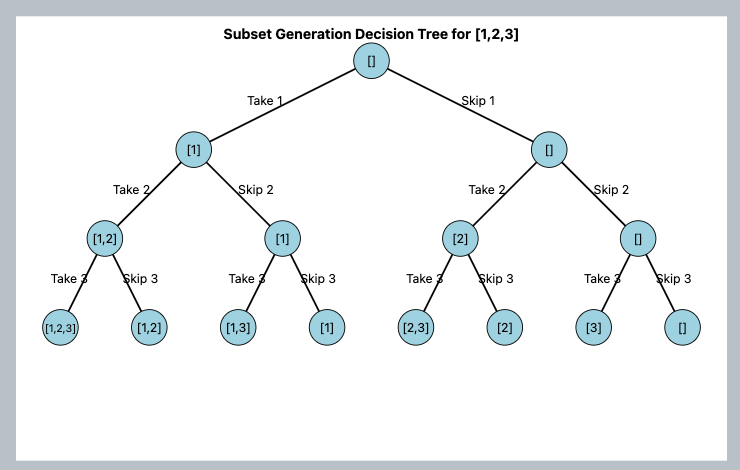 Subset Generation Decision Tree for [1,2,3]
[]
Take 1 Skip 1
[1] []
Take 2 Skip 2 Take 2 Skip 2
[1,2] [1] [2] []
Take 3 Skip 3 Take 3 Skip 3 Take 3 Skip 3 Take 3 Skip 3
[1,2,3] [1,2] [1,3] [1] [2,3] [2] [3] []